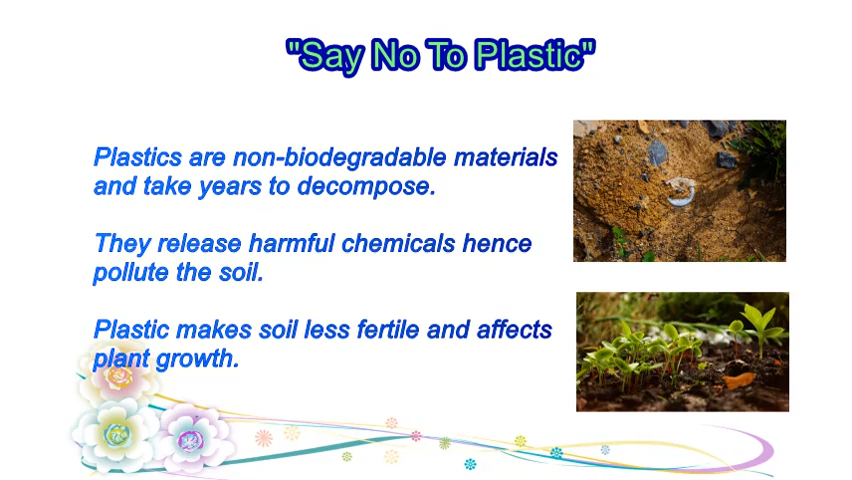 "Say No To Plastic"
Plastics are non-biodegradable materials
and take years to decompose.
They release harmful chemicals hence
pollute the soil.
Plastic makes soil less fertile and affects
plant growth.